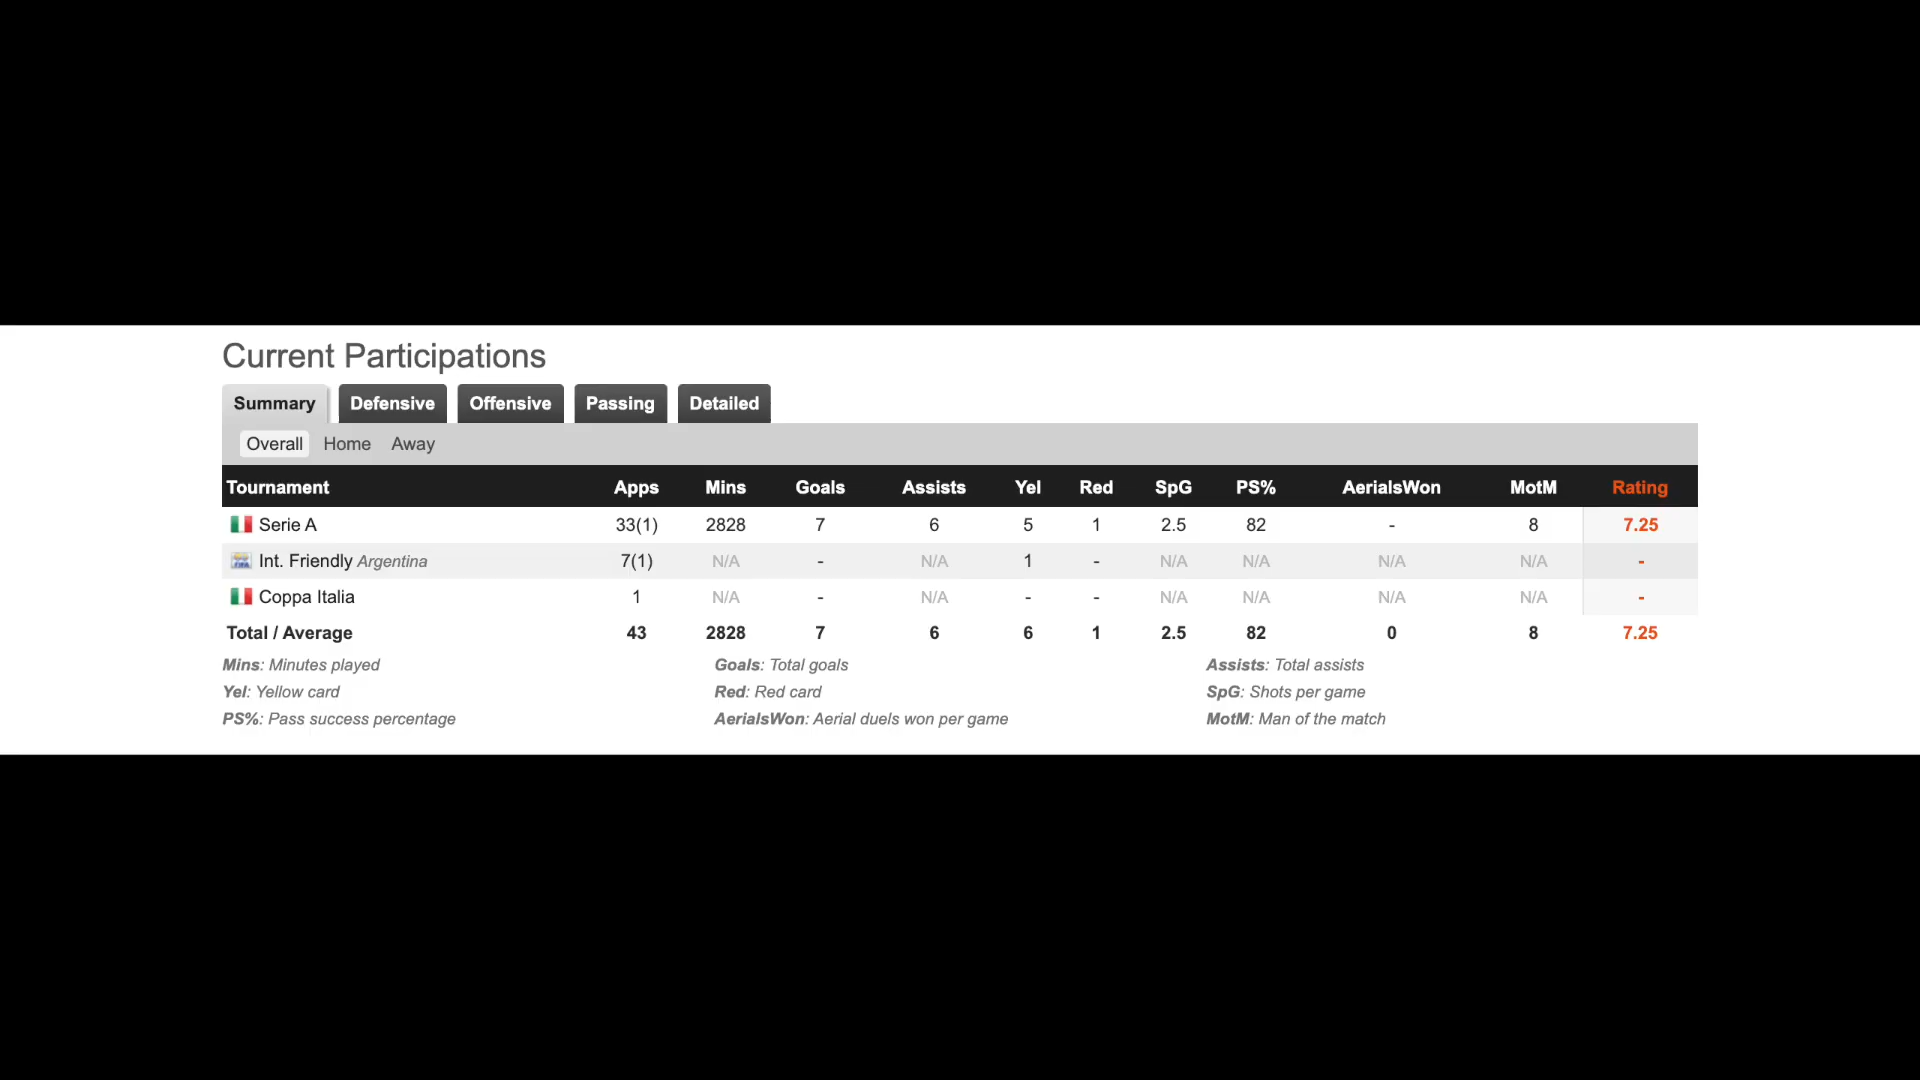 Current Participations
Summary Defensive Offensive Passing Detailed
Overall Home Away
Tournament Apps Mins Goals Assists Yel Red SpG PS% AerialsWon MotM Rating
Serie A 33(1) 2828 7 6 5 1 2.5 82 - 8 7.25
Int. Friendly Argentina 7(1) N/A - N/A 1 - N/A N/A N/A N/A -
Coppa Italia 1 N/A - N/A - - N/A N/A N/A N/A -
Total / Average 43 2828 7 6 6 1 2.5 82 0 8 7.25
Mins: Minutes played Goals: Total goals Assists: Total assists
Yel: Yellow card Red: Red card SpG: Shots per game
PS%: Pass success percentage AerialsWon: Aerial duels won per game MotM: Man of the match